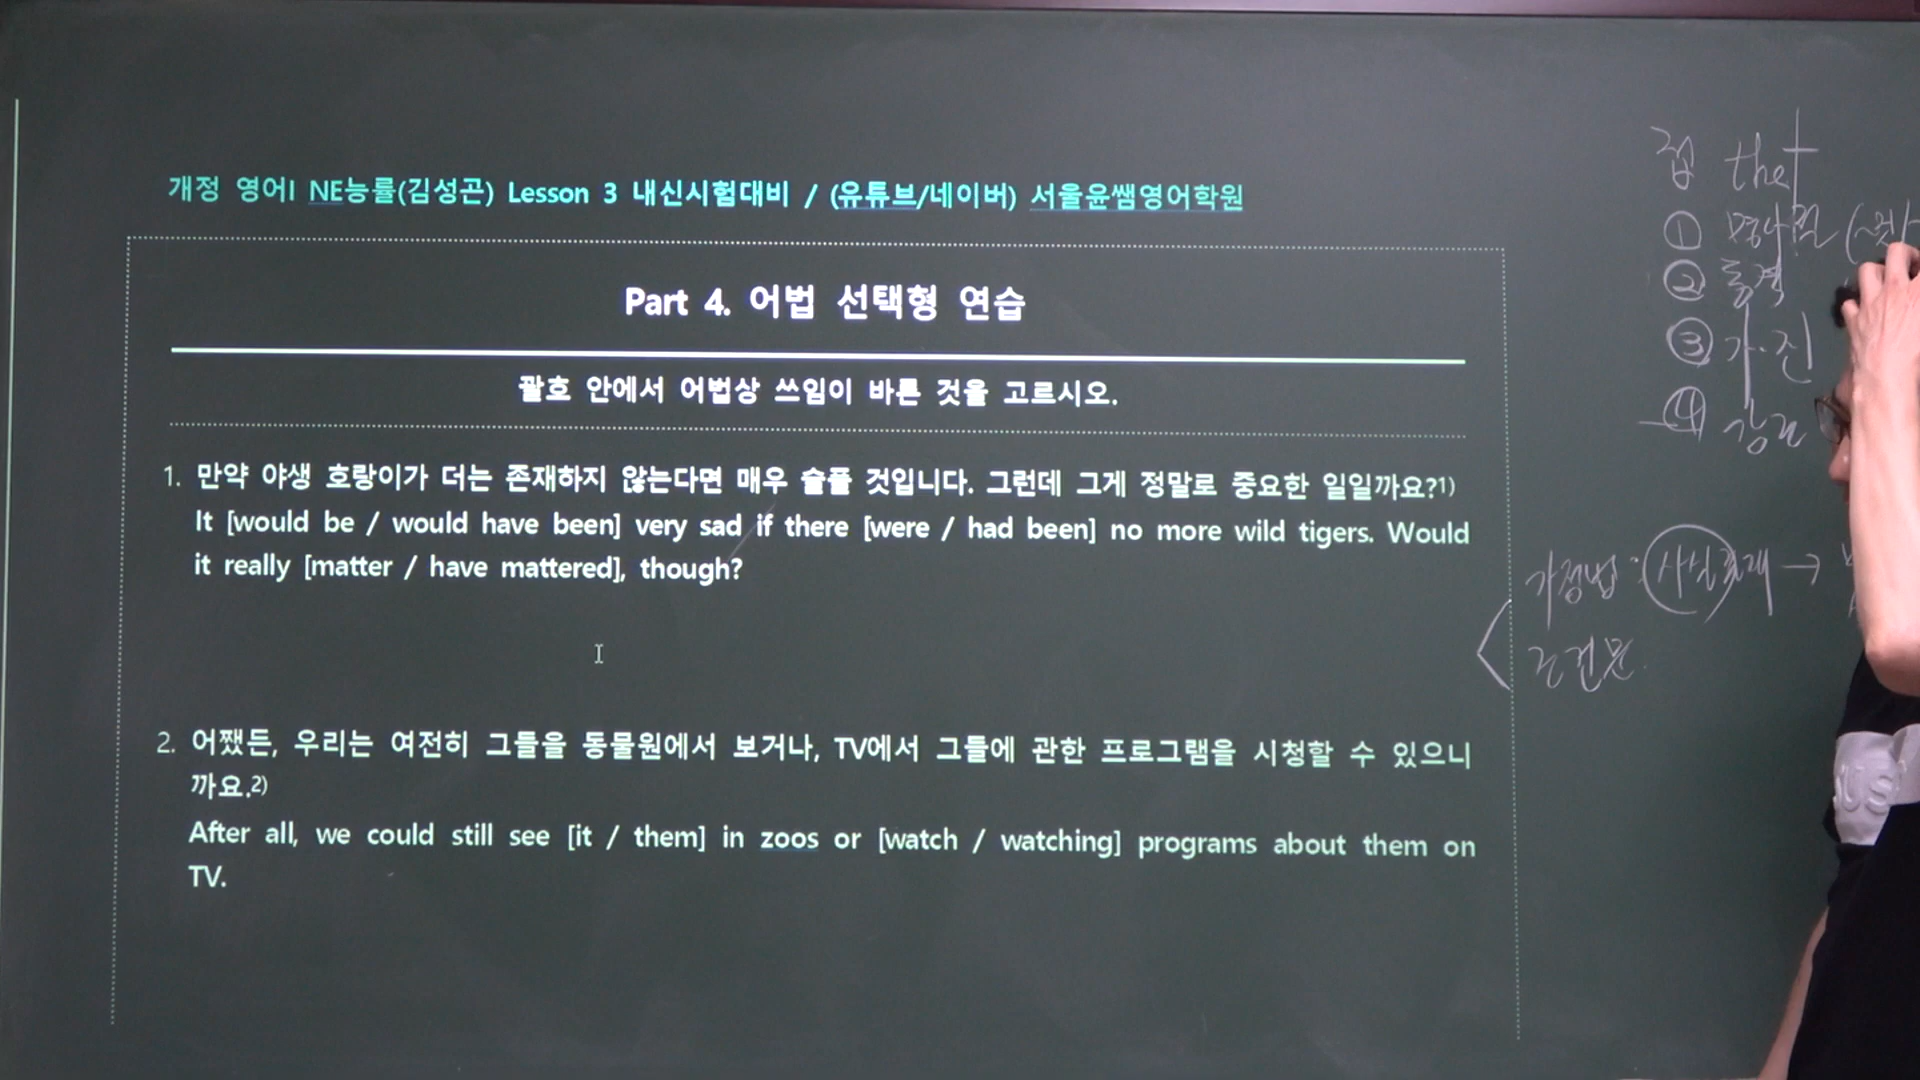 개정 영어I NE능률(김성곤) Lesson 3 내신시험대비 / (유튜브/네이버) 서울윤쌤영어학원
Part 4. 어법 선택형 연습
괄호 안에서 어법상 쓰임이 바른 것을 고르시오.
1. 만약 야생 호랑이가 더는 존재하지 않는다면 매우 슬플 것입니다. 그런데 그게 정말로 중요한 일일까요?1)
It [would be / would have been] very sad if there [were / had been] no more wild tigers. Would
it really [matter / have mattered], though?
2. 어쨌든, 우리는 여전히 그들을 동물원에서 보거나, TV에서 그들에 관한 프로그램을 시청할 수 있으니
까요.2)
After all, we could still see [it / them] in zoos or [watch / watching] programs about them on
TV.
접 that
①
② 동격
③ 가·진
④ 강조
가정법 :
조건문
US